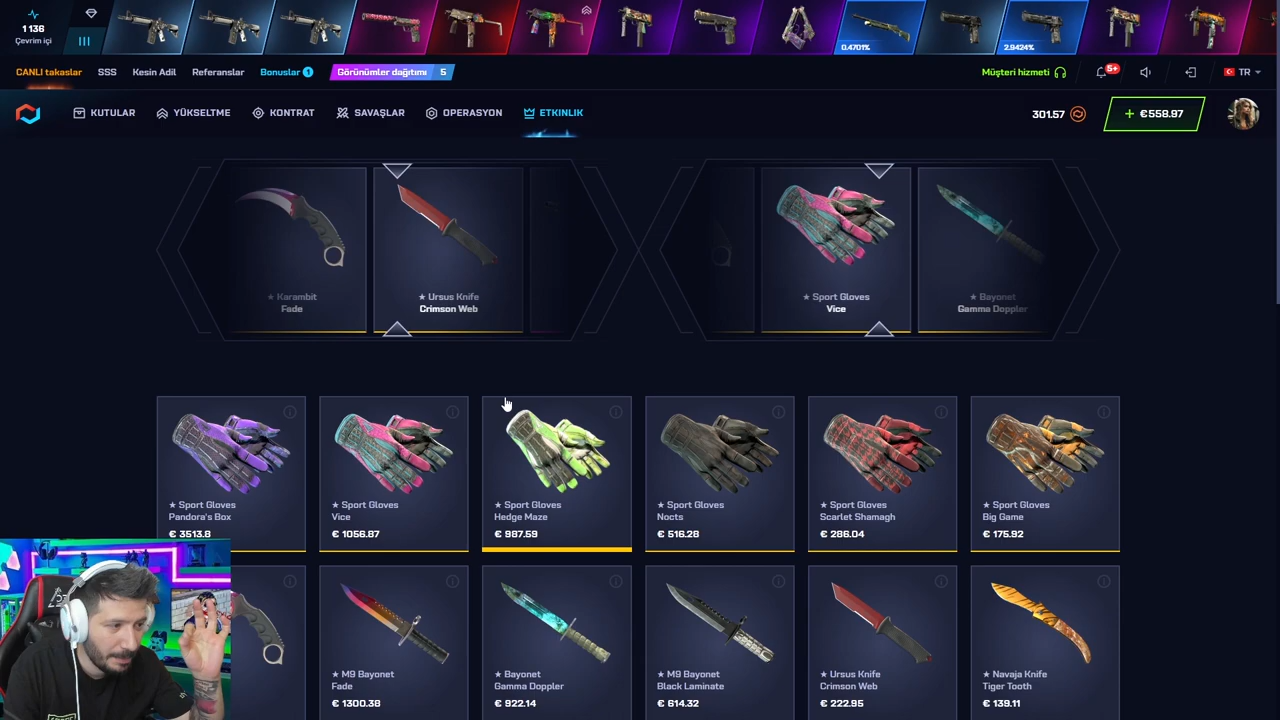 1 136
Çevrim içi
0.4701%
2.9424%
CANLI takaslar
SSS
Kesin Adil
Referanslar
Bonuslar 1
Görünümler dağıtımı 5
Müşteri hizmeti
5+
TR
KUTULAR
YÜKSELTME
KONTRAT
SAVAŞLAR
OPERASYON
ETKINLIK
301.57
+ €558.97
★ Karambit
Fade
★ Ursus Knife
Crimson Web
★ Sport Gloves
Vice
★ Bayonet
Gamma Doppler
★ Sport Gloves
Pandora's Box
€ 3513.8
★ Sport Gloves
Vice
€ 1056.87
★ Sport Gloves
Hedge Maze
€ 987.59
★ Sport Gloves
Nocts
€ 516.28
★ Sport Gloves
Scarlet Shamagh
€ 286.04
★ Sport Gloves
Big Game
€ 175.92
★ M9 Bayonet
Fade
€ 1300.38
★ Bayonet
Gamma Doppler
€ 922.14
★ M9 Bayonet
Black Laminate
€ 614.32
★ Ursus Knife
Crimson Web
€ 222.95
★ Navaja Knife
Tiger Tooth
€ 139.11